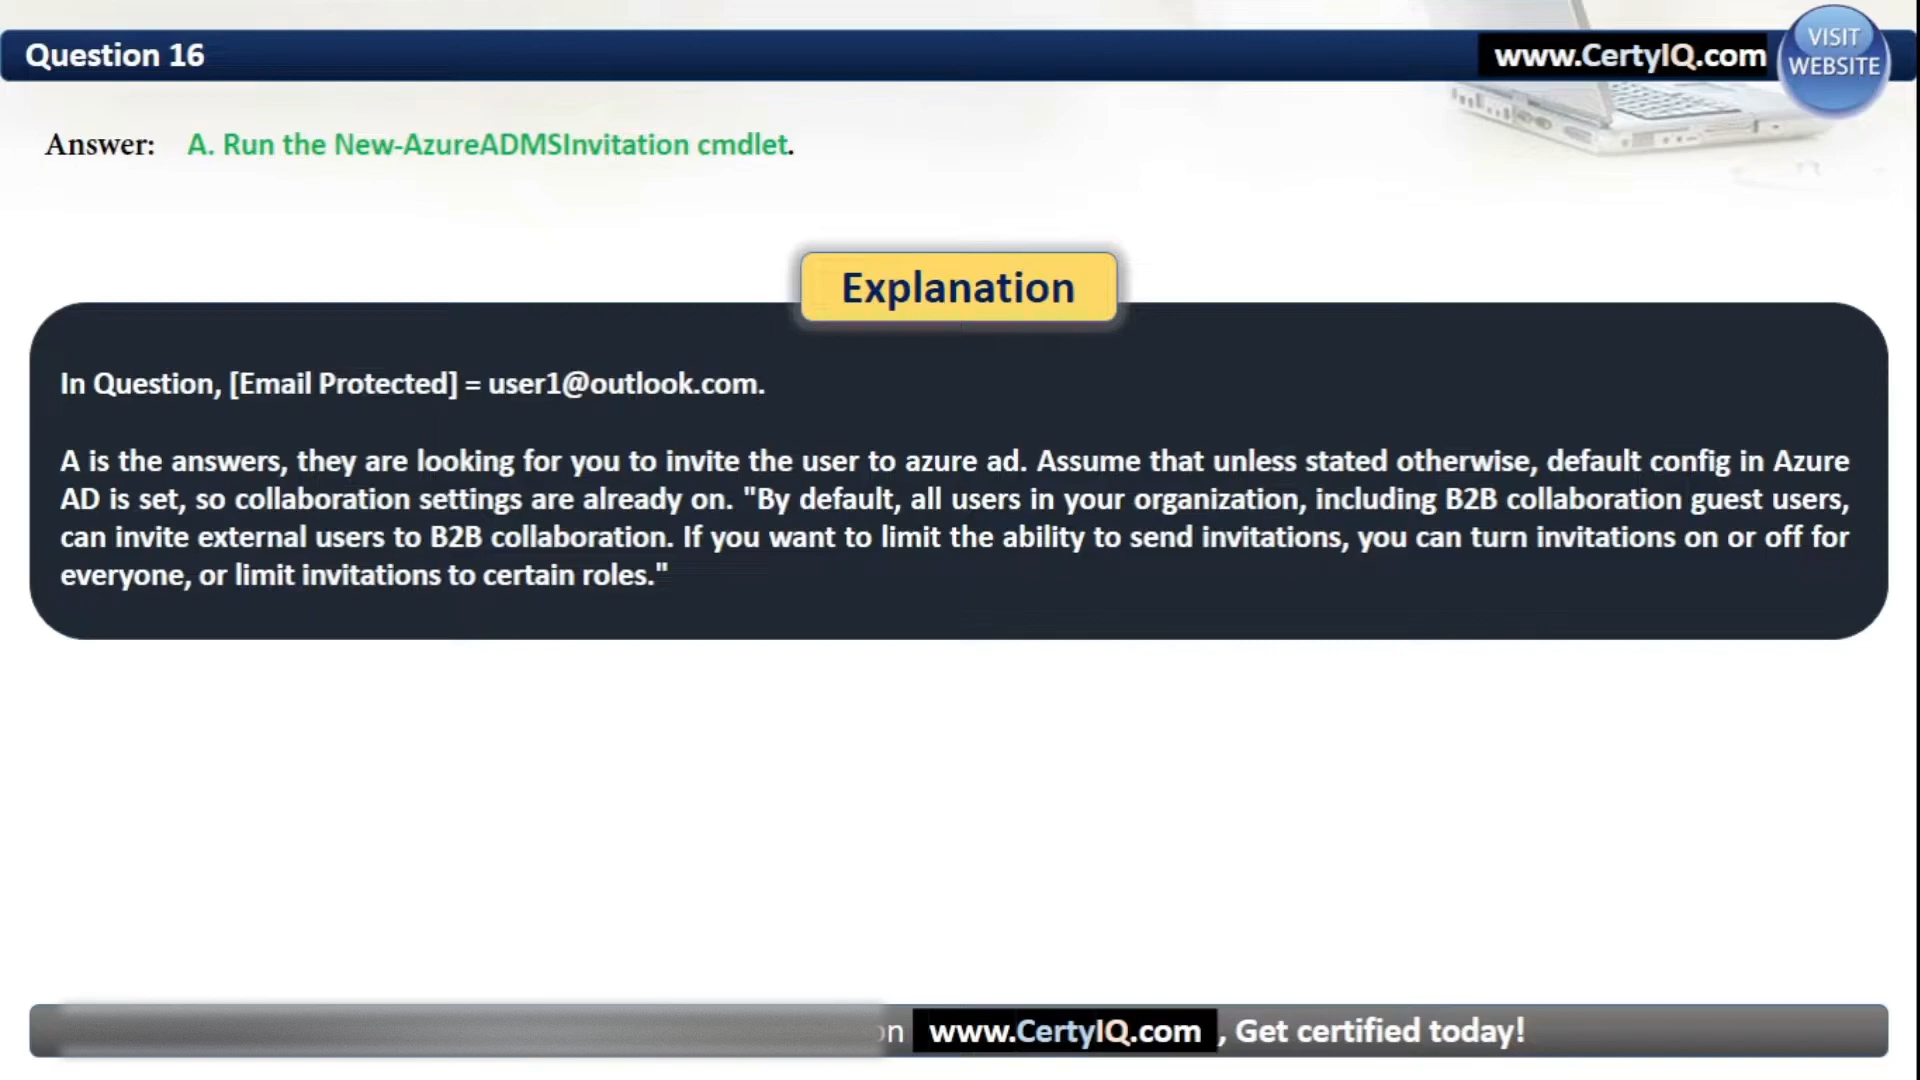 Question 16
www.CertyIQ.com
VISIT
WEBSITE
Answer: A. Run the New-AzureADMSInvitation cmdlet.
Explanation
In Question, [Email Protected] = user1@outlook.com.
A is the answers, they are looking for you to invite the user to azure ad. Assume that unless stated otherwise, default config in Azure
AD is set, so collaboration settings are already on. "By default, all users in your organization, including B2B collaboration guest users,
can invite external users to B2B collaboration. If you want to limit the ability to send invitations, you can turn invitations on or off for
everyone, or limit invitations to certain roles."
www.CertyIQ.com , Get certified today!